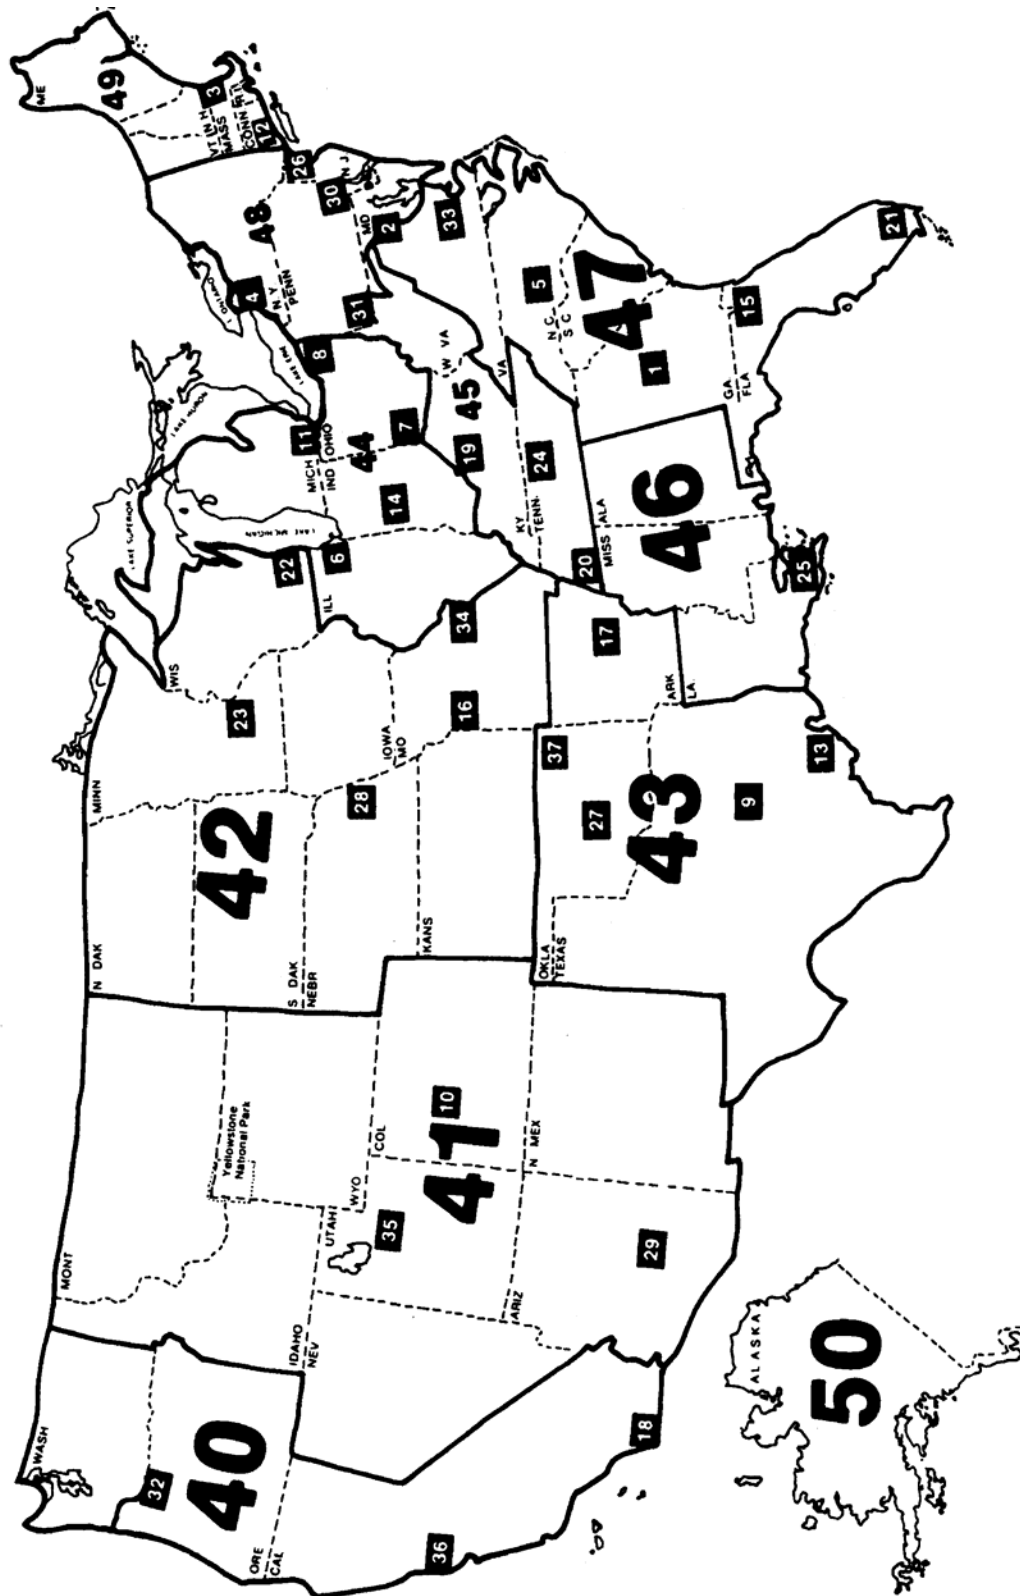 WASH
ORE
CAL
IDAHO
NEV
MONT
Yellowstone
National Park
WYO
UTAH
COL
ARIZ
N MEX
N DAK
S DAK
NEBR
KANS
OKLA
TEXAS
MINN
IOWA
MO
WIS
ILL
ARK
LA.
MICH
IND
OHIO
KY
TENN.
MISS
ALA
W VA
VA
N C
S C
GA
FLA
N Y
PENN
MD
N J
VT
N H
MASS
CONN
R I
ME
LAKE SUPERIOR
LAKE MICHIGAN
LAKE HURON
LAKE ERIE
L ONTARIO
ALASKA
40
41
42
43
44
45
46
47
48
49
50
1
2
3
4
5
6
7
8
9
10
11
12
13
14
15
16
17
18
19
20
21
22
23
24
25
26
27
28
29
30
31
32
33
34
35
36
37